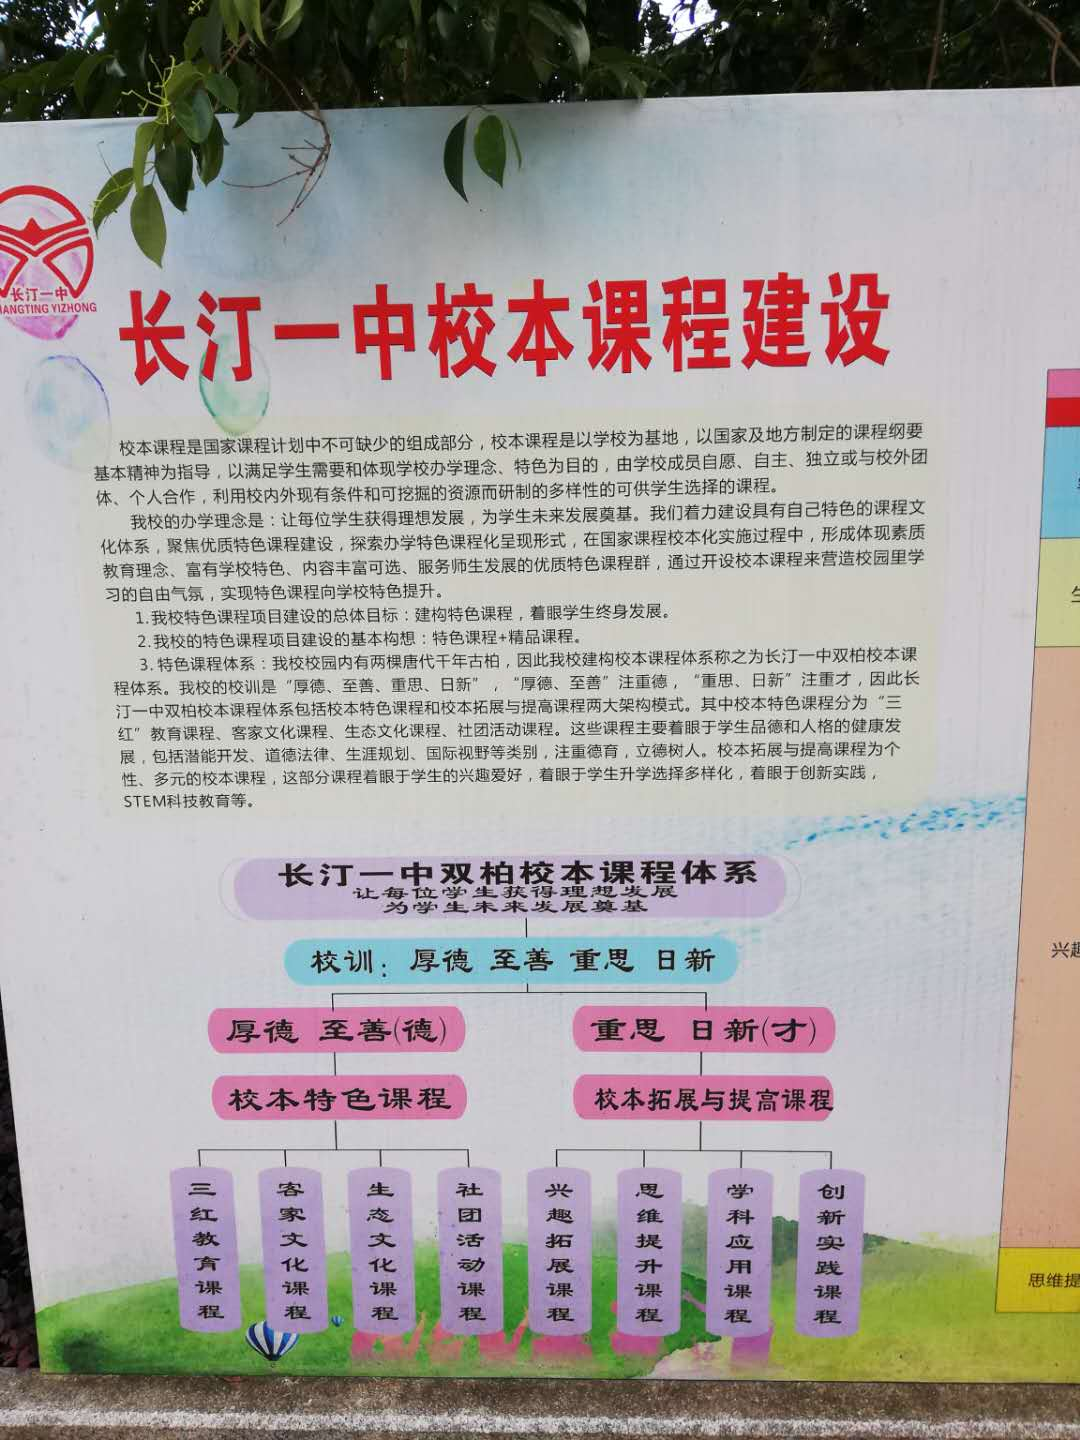 长汀一中
HANGTING YIZHONG
长汀一中校本课程建设
校本课程是国家课程计划中不可缺少的组成部分，校本课程是以学校为基地，以国家及地方制定的课程纲要
基本精神为指导，以满足学生需要和体现学校办学理念、特色为目的，由学校成员自愿、自主、独立或与校外团
体、个人合作，利用校内外现有条件和可挖掘的资源而研制的多样性的可供学生选择的课程。
我校的办学理念是：让每位学生获得理想发展，为学生未来发展奠基。我们着力建设具有自己特色的课程文
化体系，聚焦优质特色课程建设，探索办学特色课程化呈现形式，在国家课程校本化实施过程中，形成体现素质
教育理念、富有学校特色、内容丰富可选、服务师生发展的优质特色课程群，通过开设校本课程来营造校园里学
习的自由气氛，实现特色课程向学校特色提升。
1.我校特色课程项目建设的总体目标：建构特色课程，着眼学生终身发展。
2.我校的特色课程项目建设的基本构想：特色课程+精品课程。
3.特色课程体系：我校校园内有两棵唐代千年古柏，因此我校建构校本课程体系称之为长汀一中双柏校本课
程体系。我校的校训是“厚德、至善、重思、日新”，“厚德、至善”注重德，“重思、日新”注重才，因此长
汀一中双柏校本课程体系包括校本特色课程和校本拓展与提高课程两大架构模式。其中校本特色课程分为“三
红”教育课程、客家文化课程、生态文化课程、社团活动课程。这些课程主要着眼于学生品德和人格的健康发
展，包括潜能开发、道德法律、生涯规划、国际视野等类别，注重德育，立德树人。校本拓展与提高课程为个
性、多元的校本课程，这部分课程着眼于学生的兴趣爱好，着眼于学生升学选择多样化，着眼于创新实践，
STEM科技教育等。
长汀一中双柏校本课程体系
让每位学生获得理想发展
为学生未来发展奠基
校训：厚德 至善 重思 日新
厚德 至善(德)
重思 日新(才)
校本特色课程
校本拓展与提高课程
三红教育课程
客家文化课程
生态文化课程
社团活动课程
兴趣拓展课程
思维提升课程
学科应用课程
创新实践课程
兴趣
思维提